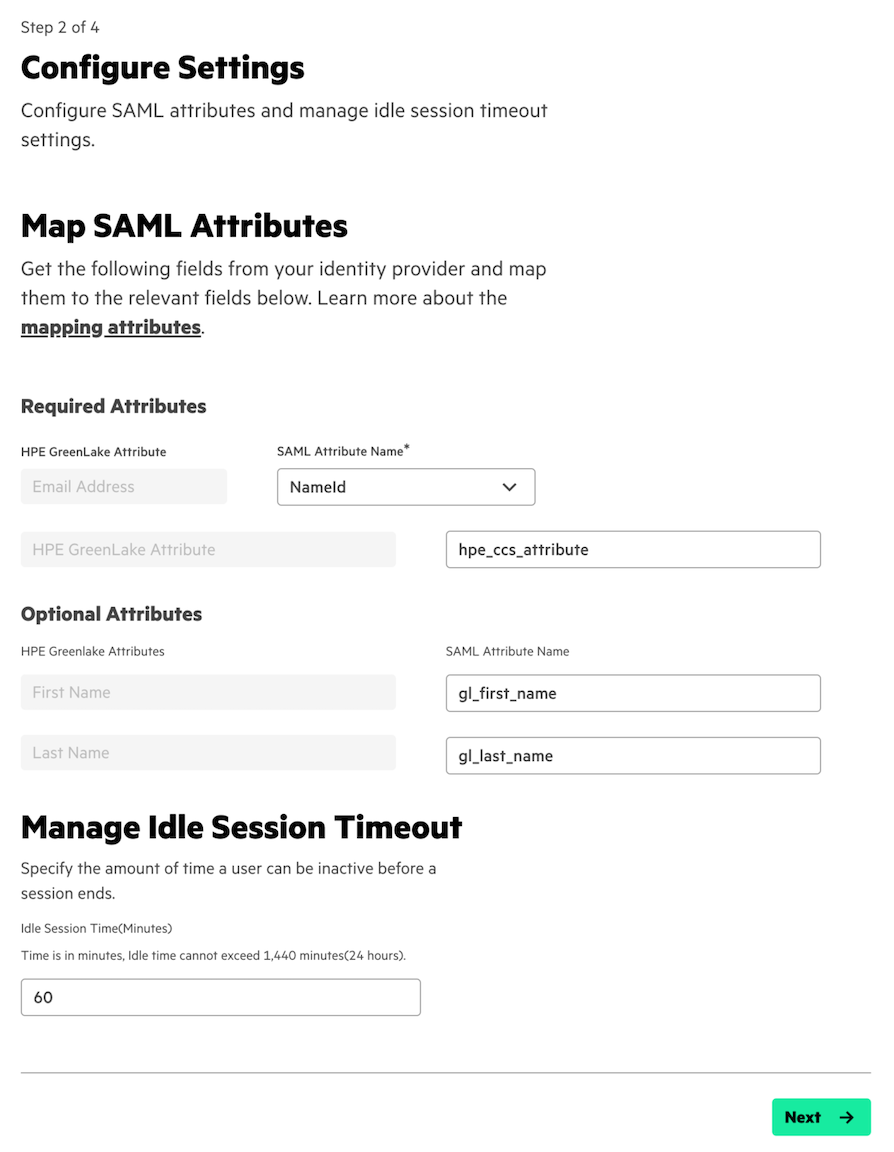 Step 2 of 4
Configure Settings
Configure SAML attributes and manage idle session timeout
settings.
Map SAML Attributes
Get the following fields from your identity provider and map
them to the relevant fields below. Learn more about the
mapping attributes.
Required Attributes
HPE GreenLake Attribute SAML Attribute Name*
Email Address NameId
HPE GreenLake Attribute hpe_ccs_attribute
Optional Attributes
HPE Greenlake Attributes SAML Attribute Name
First Name gl_first_name
Last Name gl_last_name
Manage Idle Session Timeout
Specify the amount of time a user can be inactive before a
session ends.
Idle Session Time(Minutes)
Time is in minutes, Idle time cannot exceed 1,440 minutes(24 hours).
60
Next